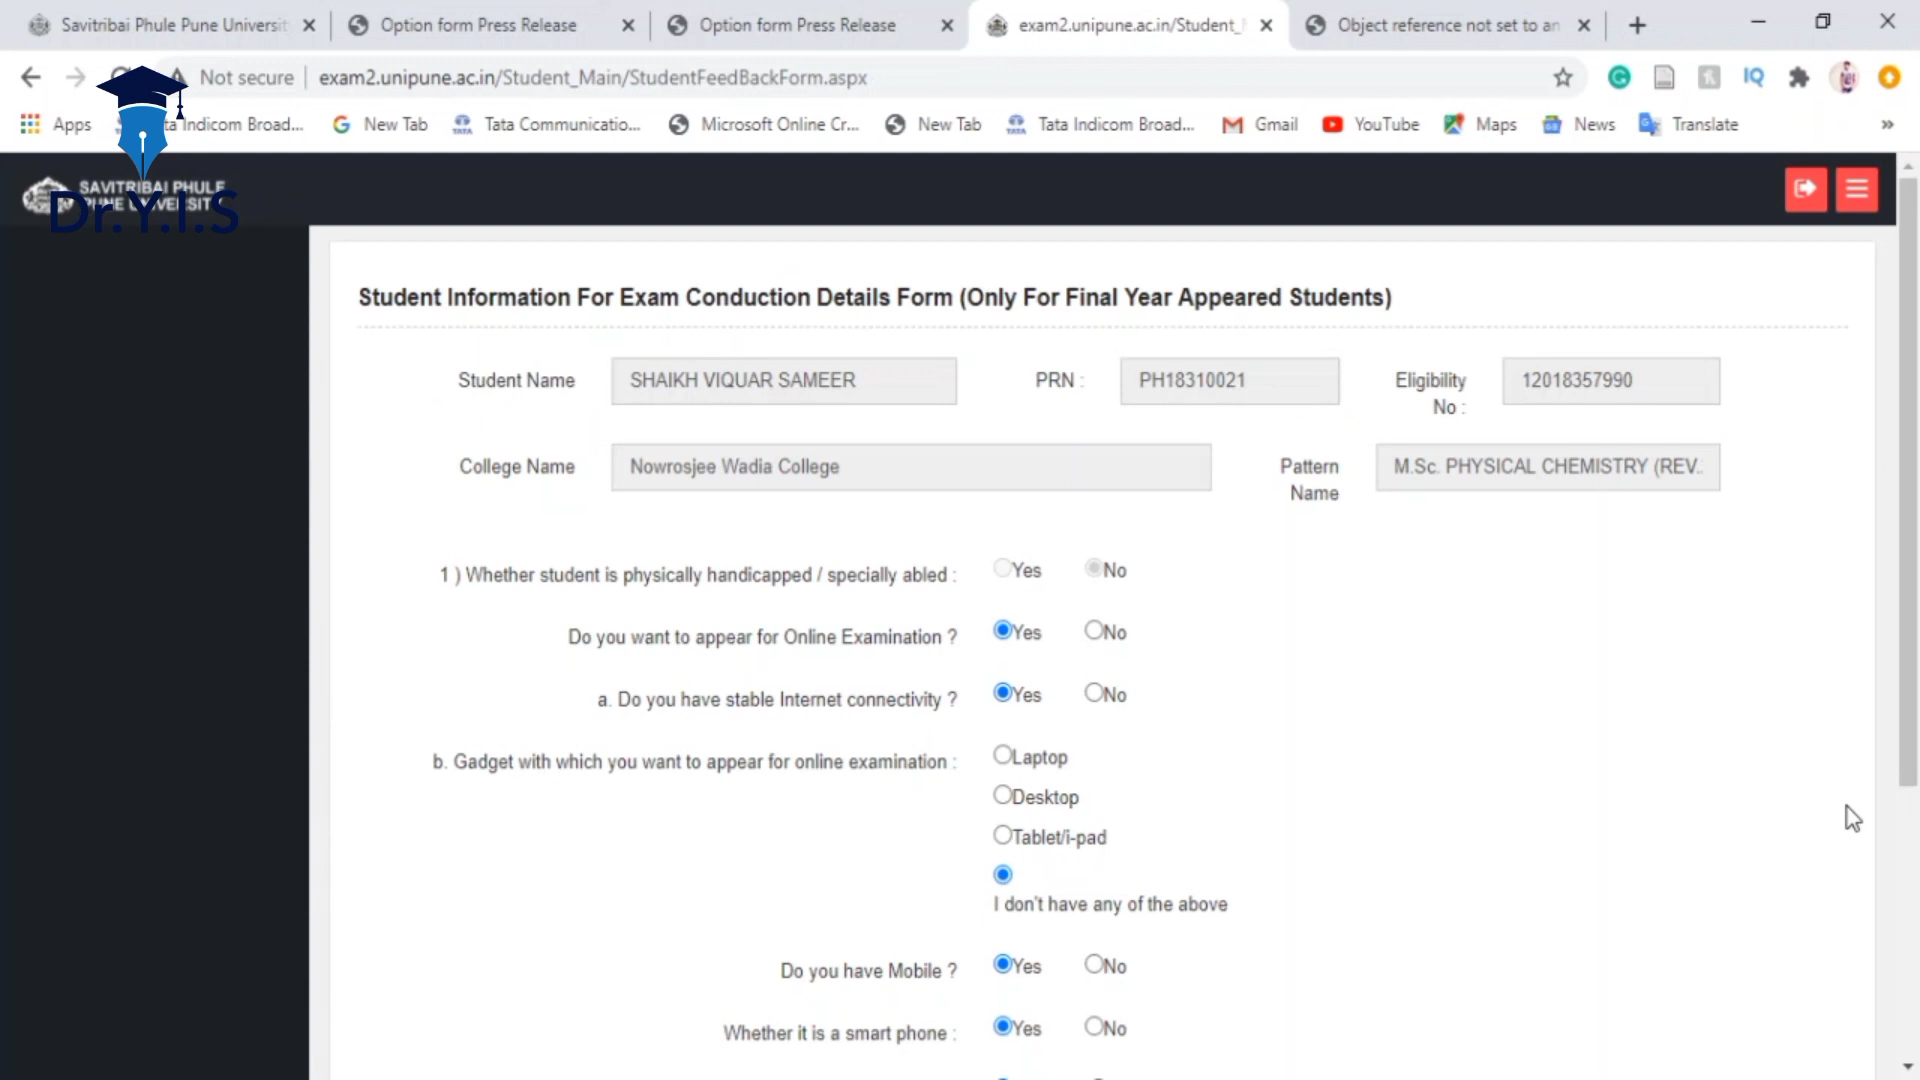 Savitribai Phule Pune Universit
Option form Press Release
Option form Press Release
exam2.unipune.ac.in/Student_
Object reference not set to an
Not secure
exam2.unipune.ac.in/Student_Main/StudentFeedBackForm.aspx
IQ
Apps
ta Indicom Broad...
New Tab
Tata Communicatio...
Microsoft Online Cr...
New Tab
Tata Indicom Broad...
Gmail
YouTube
Maps
News
Translate
»
SAVITRIBAI PHULE
PUNE UNIVERSITY
Dr.Y.I.S
Student Information For Exam Conduction Details Form (Only For Final Year Appeared Students)
Student Name
SHAIKH VIQUAR SAMEER
PRN :
PH18310021
Eligibility
No :
12018357990
College Name
Nowrosjee Wadia College
Pattern
Name
M.Sc. PHYSICAL CHEMISTRY (REV.
1 ) Whether student is physically handicapped / specially abled :
Yes
No
Do you want to appear for Online Examination ?
Yes
No
a. Do you have stable Internet connectivity ?
Yes
No
b. Gadget with which you want to appear for online examination :
Laptop
Desktop
Tablet/i-pad
I don't have any of the above
Do you have Mobile ?
Yes
No
Whether it is a smart phone :
Yes
No